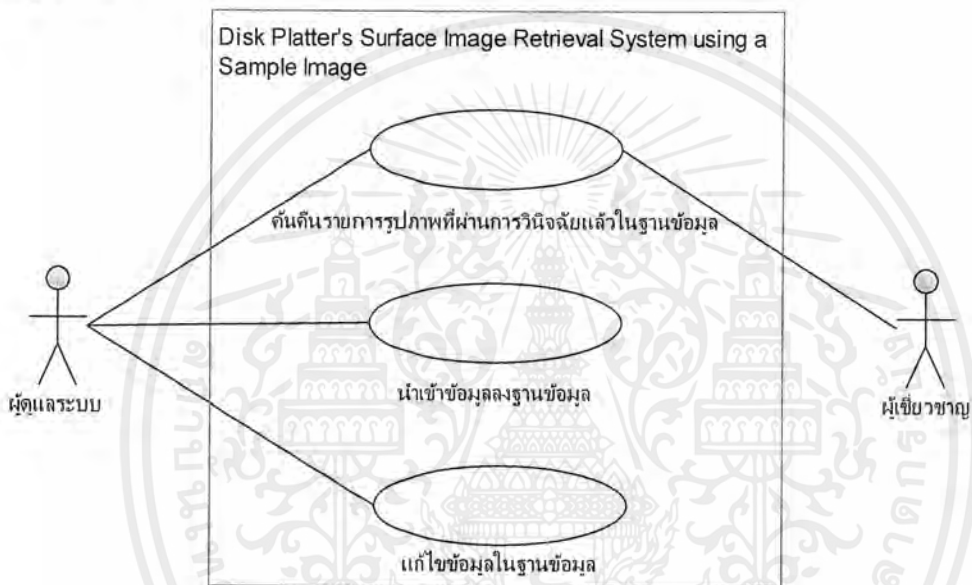 Disk Platter's Surface Image Retrieval System using a
Sample Image
ค้นคืนรายการรูปภาพที่ผ่านการวินิจฉัยแล้วในฐานข้อมูล
ผู้ดูแลระบบ
นำเข้าข้อมูลลงฐานข้อมูล
ผู้เชี่ยวชาญ
แก้ไขข้อมูลในฐานข้อมูล